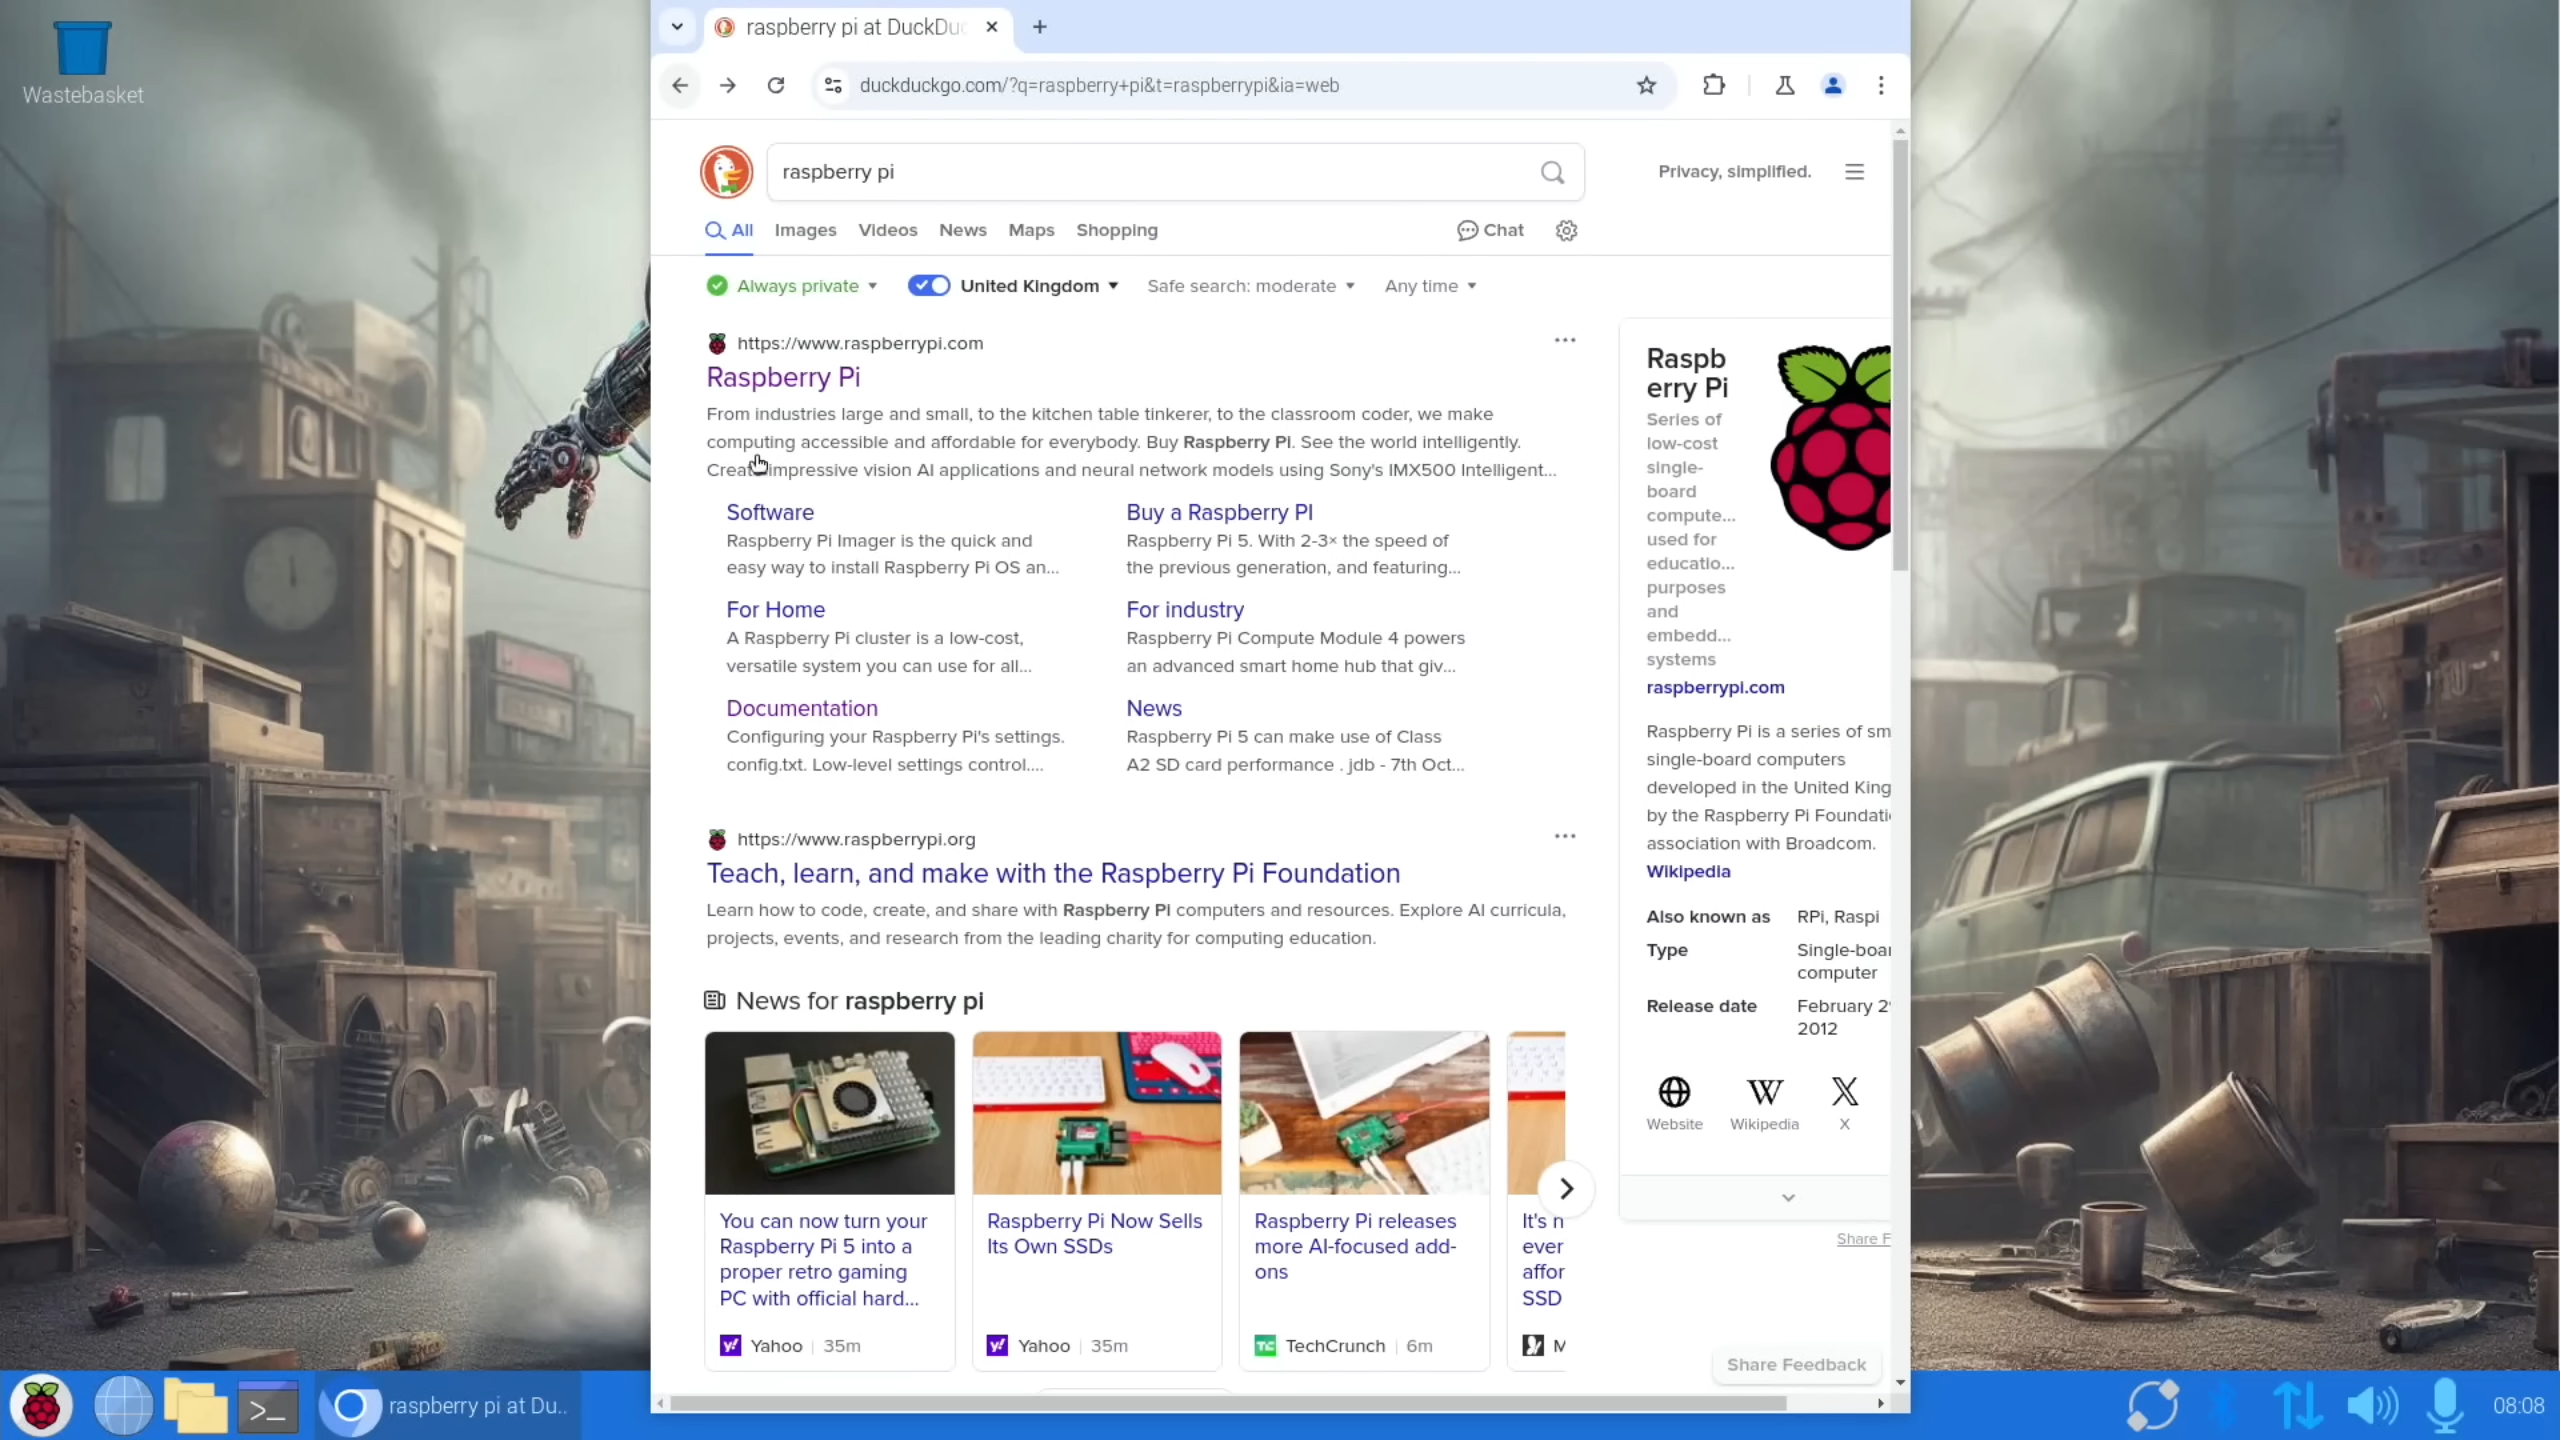 Wastebasket
raspberry pi at DuckDuc
duckduckgo.com/?q=raspberry+pi&t=raspberrypi&ia=web
raspberry pi
Privacy, simplified.
All Images Videos News Maps Shopping Chat
Always private United Kingdom Safe search: moderate Any time
https://www.raspberrypi.com
Raspberry Pi
From industries large and small, to the kitchen table tinkerer, to the classroom coder, we make
computing accessible and affordable for everybody. Buy Raspberry Pi. See the world intelligently.
Create impressive vision AI applications and neural network models using Sony's IMX500 Intelligent...
Software
Raspberry Pi Imager is the quick and
easy way to install Raspberry Pi OS an...
Buy a Raspberry PI
Raspberry Pi 5. With 2-3× the speed of
the previous generation, and featuring...
For Home
A Raspberry Pi cluster is a low-cost,
versatile system you can use for all...
For industry
Raspberry Pi Compute Module 4 powers
an advanced smart home hub that giv...
Documentation
Configuring your Raspberry Pi's settings.
config.txt. Low-level settings control....
News
Raspberry Pi 5 can make use of Class
A2 SD card performance . jdb - 7th Oct...
https://www.raspberrypi.org
Teach, learn, and make with the Raspberry Pi Foundation
Learn how to code, create, and share with Raspberry Pi computers and resources. Explore AI curricula,
projects, events, and research from the leading charity for computing education.
News for raspberry pi
You can now turn your
Raspberry Pi 5 into a
proper retro gaming
PC with official hard...
Yahoo | 35m
Raspberry Pi Now Sells
Its Own SSDs
Yahoo | 35m
Raspberry Pi releases
more AI-focused add-
ons
TC TechCrunch | 6m
It's n
ever
affor
SSD
M
Raspb
erry Pi
Series of
low-cost
single-
board
compute...
used for
educatio...
purposes
and
embedd...
systems
raspberrypi.com
Raspberry Pi is a series of sm
single-board computers
developed in the United King
by the Raspberry Pi Foundati
association with Broadcom.
Wikipedia
Also known as RPi, Raspi
Type Single-boar
computer
Release date February 2
2012
Website Wikipedia X
Share F
Share Feedback
raspberry pi at Du..
08:08